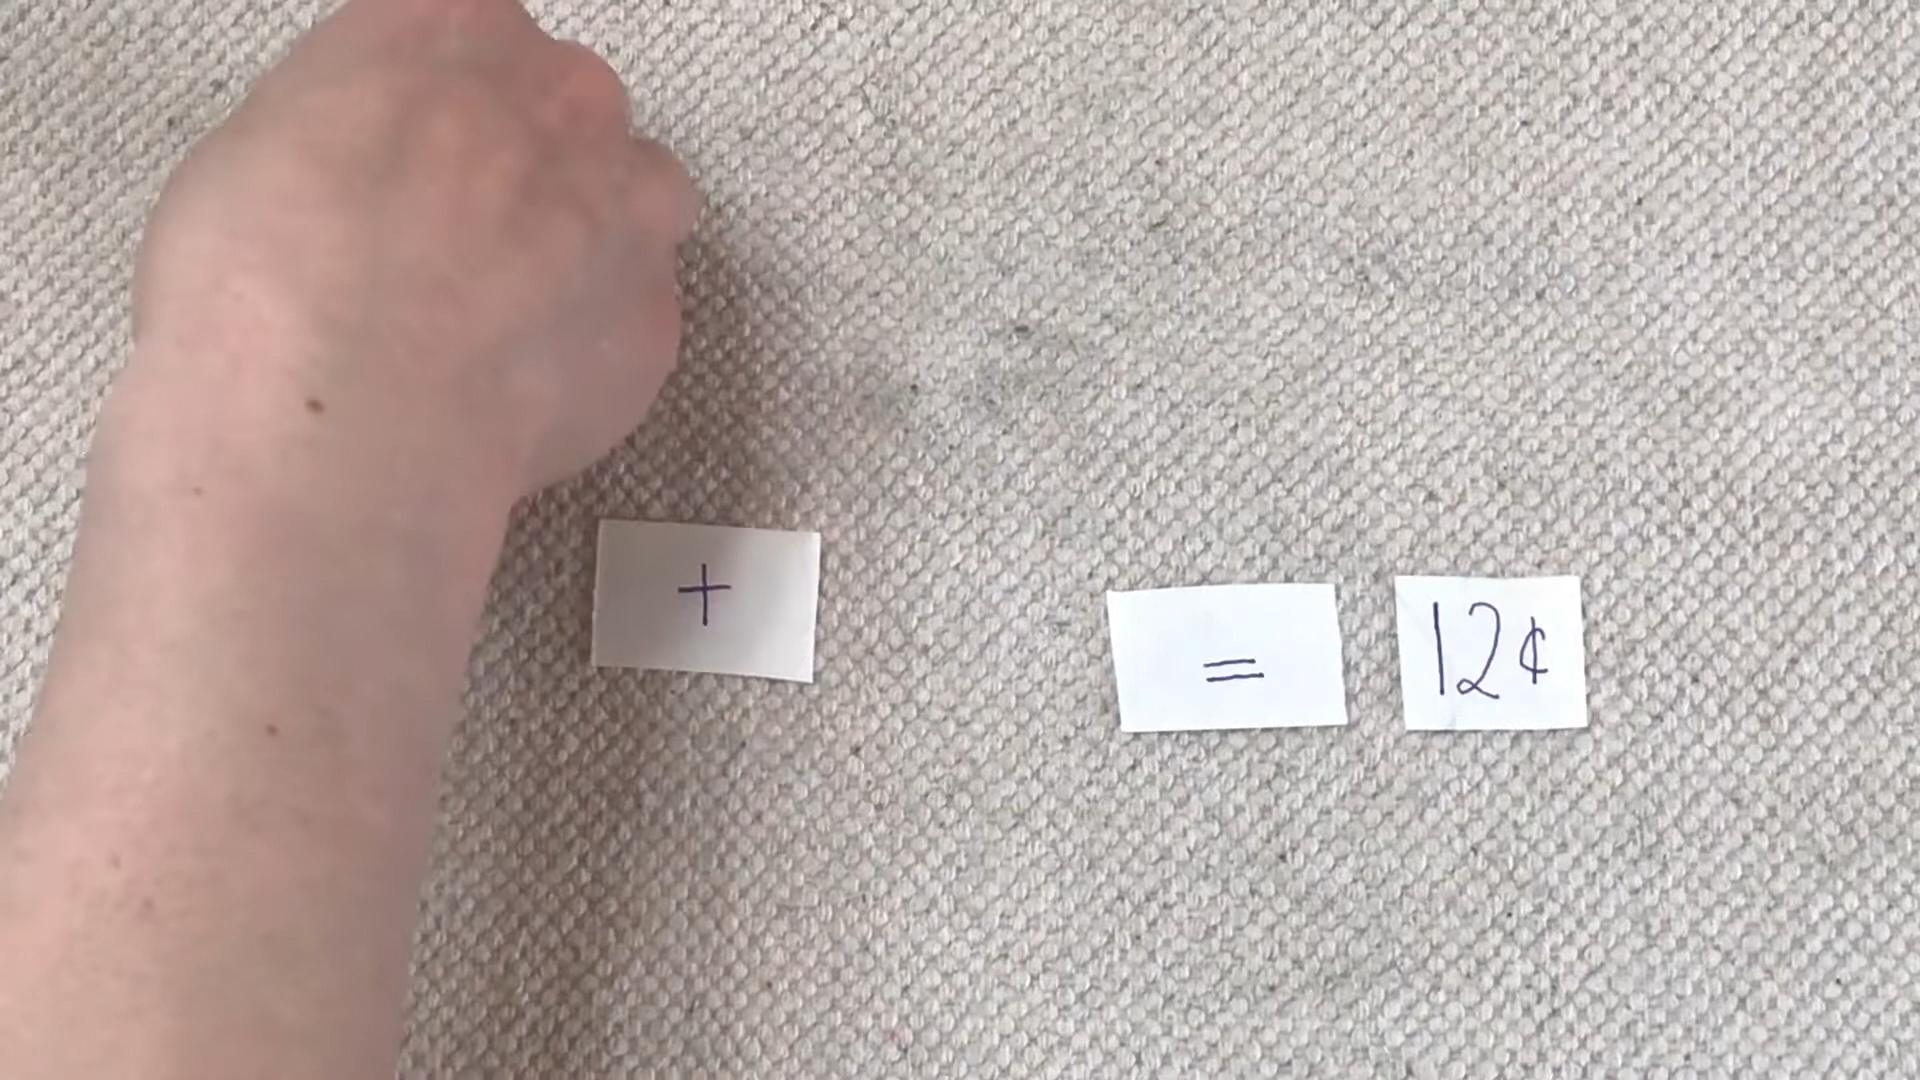 + = 12¢